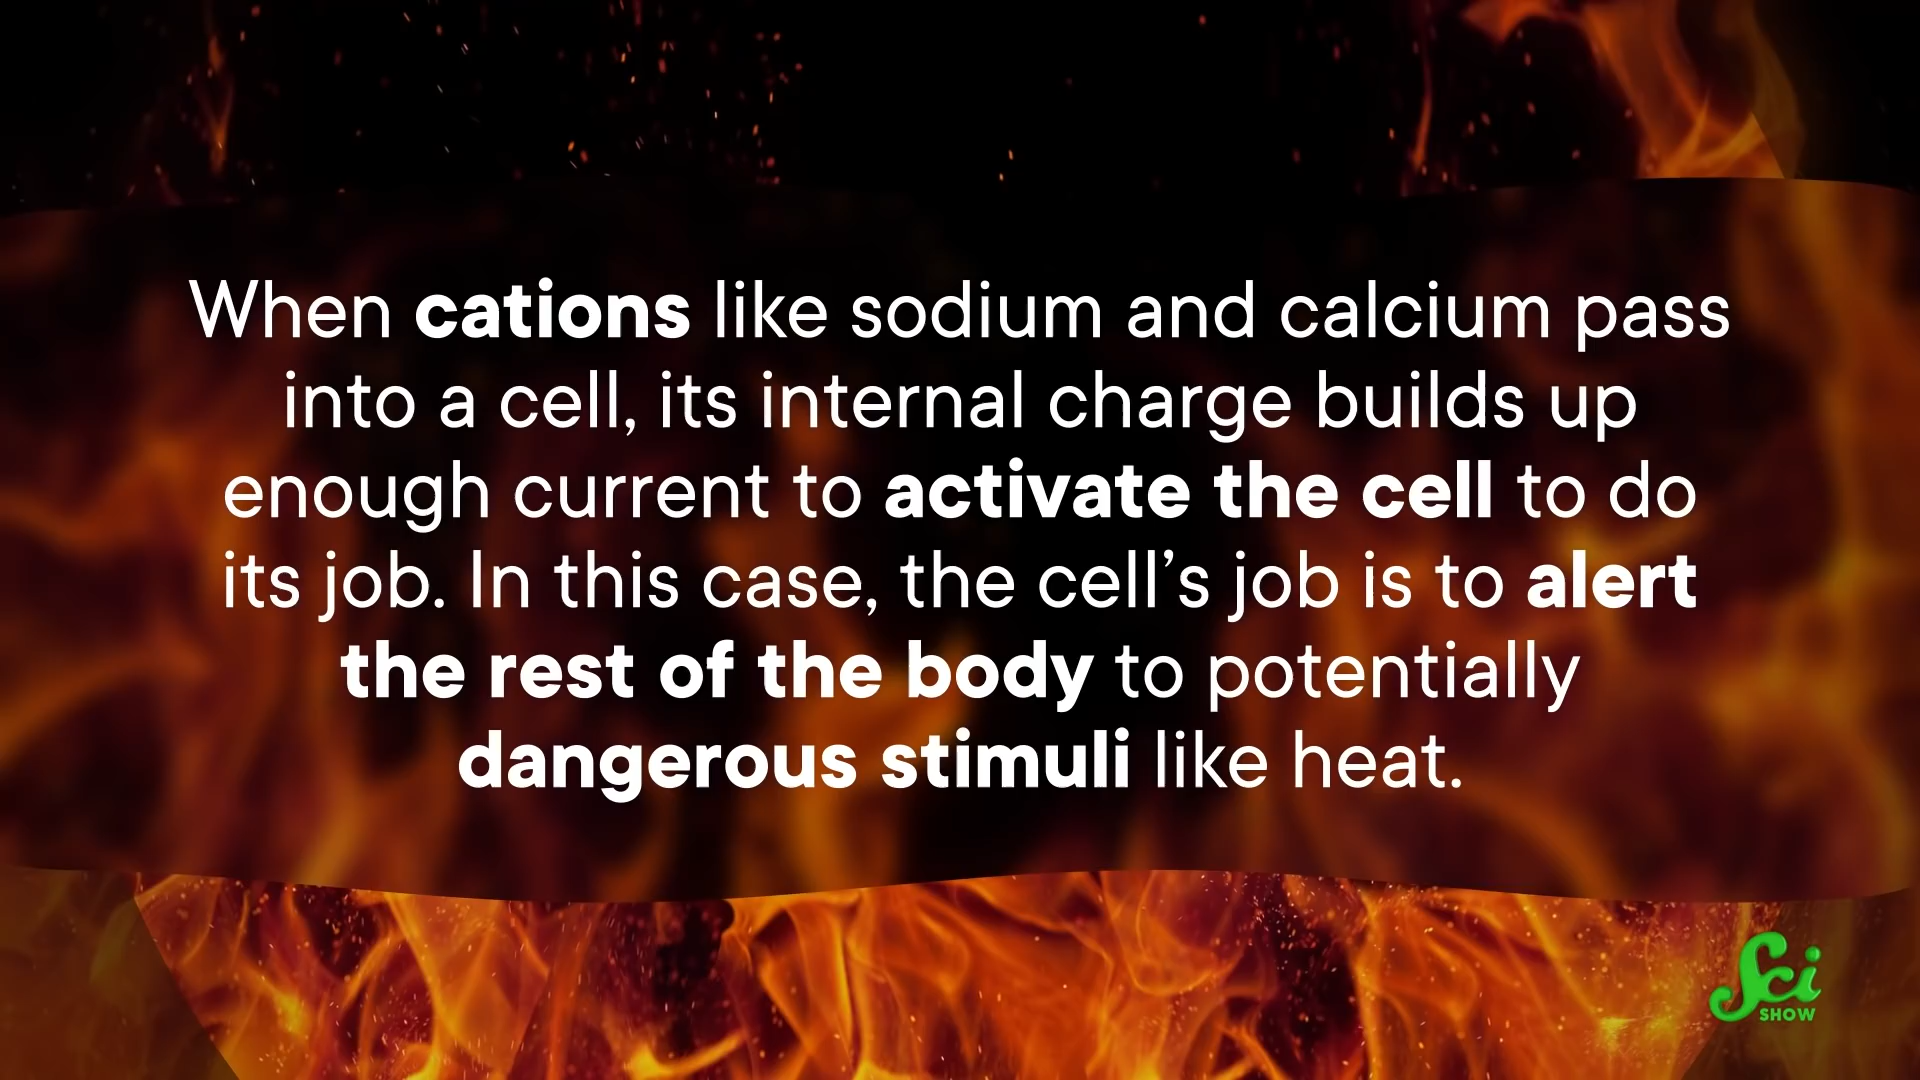 When cations like sodium and calcium pass
into a cell, its internal charge builds up
enough current to activate the cell to do
its job. In this case, the cell’s job is to alert
the rest of the body to potentially
dangerous stimuli like heat.
Sci
SHOW